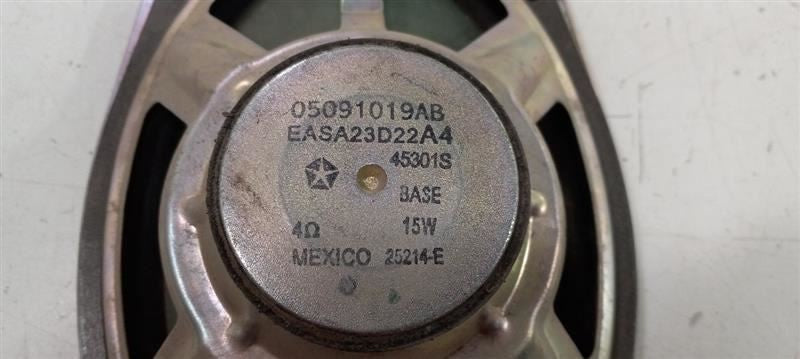 05091019AB
EASA23D22A4
45301S
BASE
4Ω 15W
MEXICO 25214-E